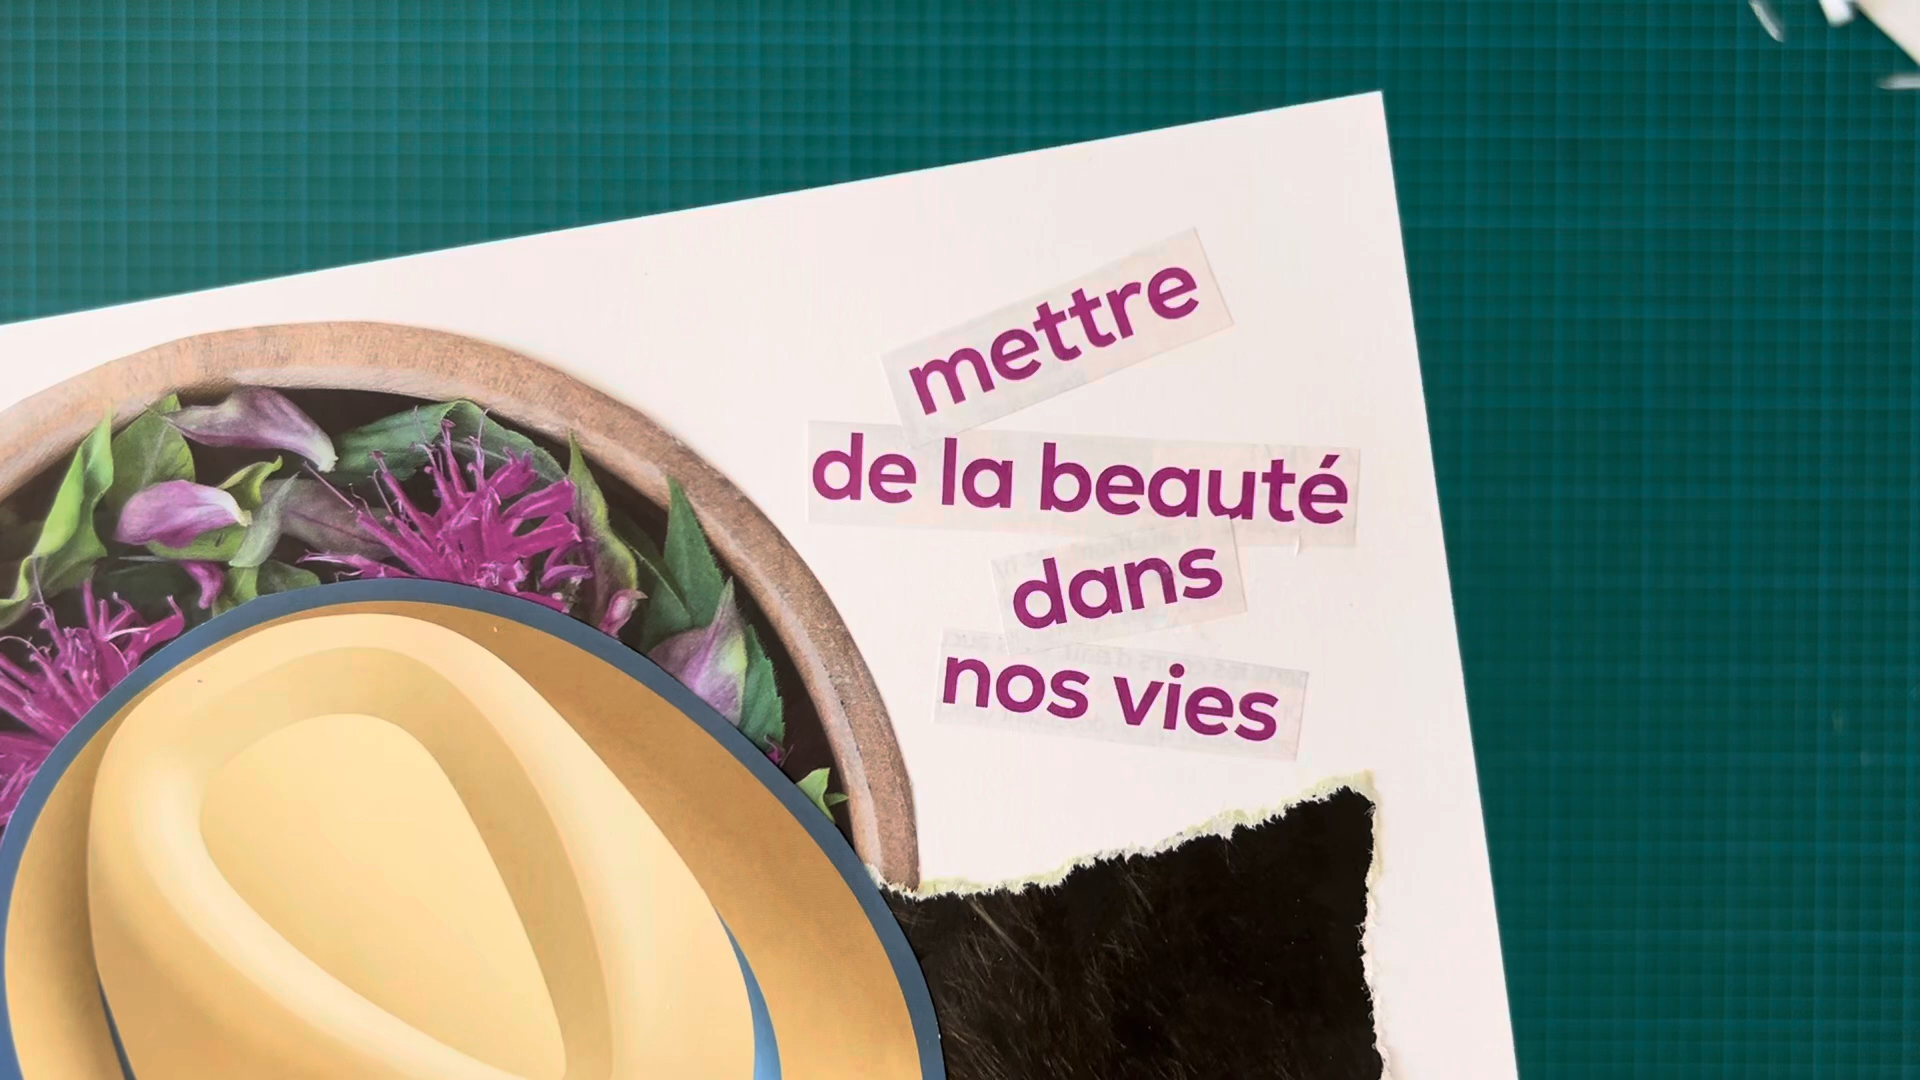 mettre
de la beauté
dans
nos vies